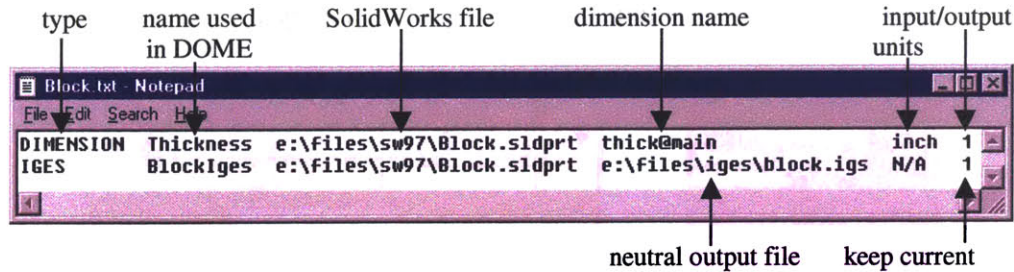 type name used SolidWorks file dimension name input/output
in DOME units
Block.txt - Notepad
File Edit Search Help
DIMENSION Thickness e:\files\sw97\Block.sldprt thick@main inch 1
IGES BlockIges e:\files\sw97\Block.sldprt e:\files\iges\block.igs N/A 1
neutral output file keep current